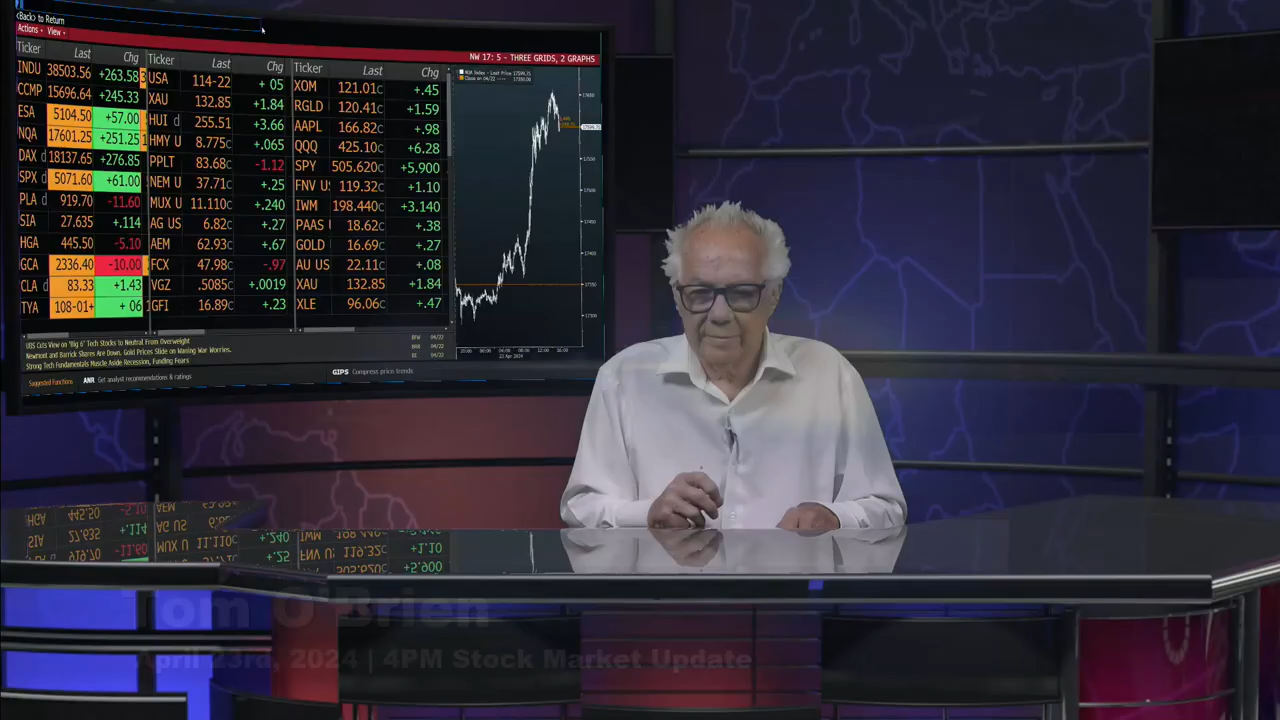 <Back> to Return
Actions View
NW 17: 5 - THREE GRIDS, 2 GRAPHS
Ticker Last Chg Ticker Last Chg Ticker Last Chg
INDU 38503.56 +263.58 USA 114-22 + 05 XOM 121.01C +.45
CCMP 15696.64 +245.33 XAU 132.85 +1.84 RGLD 120.41C +1.59
ESA 5104.50 +57.00 HUI d 255.51 +3.66 AAPL 166.82C +.98
NQA 17601.25 +251.25 HMY U 8.775C +.065 QQQ 425.10C +6.28
DAX d 18137.65 +276.85 PPLT 83.68C -1.12 SPY 505.620C +5.900
SPX d 5071.60 +61.00 NEM U 37.71C +.25 FNV U 119.32C +1.10
PLA d 919.70 -11.60 MUX U 11.110C +.240 IWM 198.440C +3.140
SIA 27.635 +.114 AG US 6.82C +.27 PAAS 18.62C +.38
HGA 445.50 -5.10 AEM 62.93C +.67 GOLD 16.69C +.27
GCA 2336.40 -10.00 FCX 47.98C -.97 AU US 22.11C +.08
CLA d 83.33 +1.43 VGZ .5085C +.0019 XAU 132.85 +1.84
TYA 108-01+ + 06 GFI 16.89C +.23 XLE 96.06C +.47
UBS Cuts View on "Big 6" Tech Stocks to Neutral From Overweight
Newmont and Barrick Shares Are Down. Gold Prices Slide on Waning War Worries.
Strong Tech Fundamentals Muscle Aside Recession, Funding Fears
04/22
04/22
04/22
Suggested Functions ANR Get analyst recommendations & ratings GIPS Compress price trends
Tom O'Brien
April 23rd, 2024 | 4PM Stock Market Update